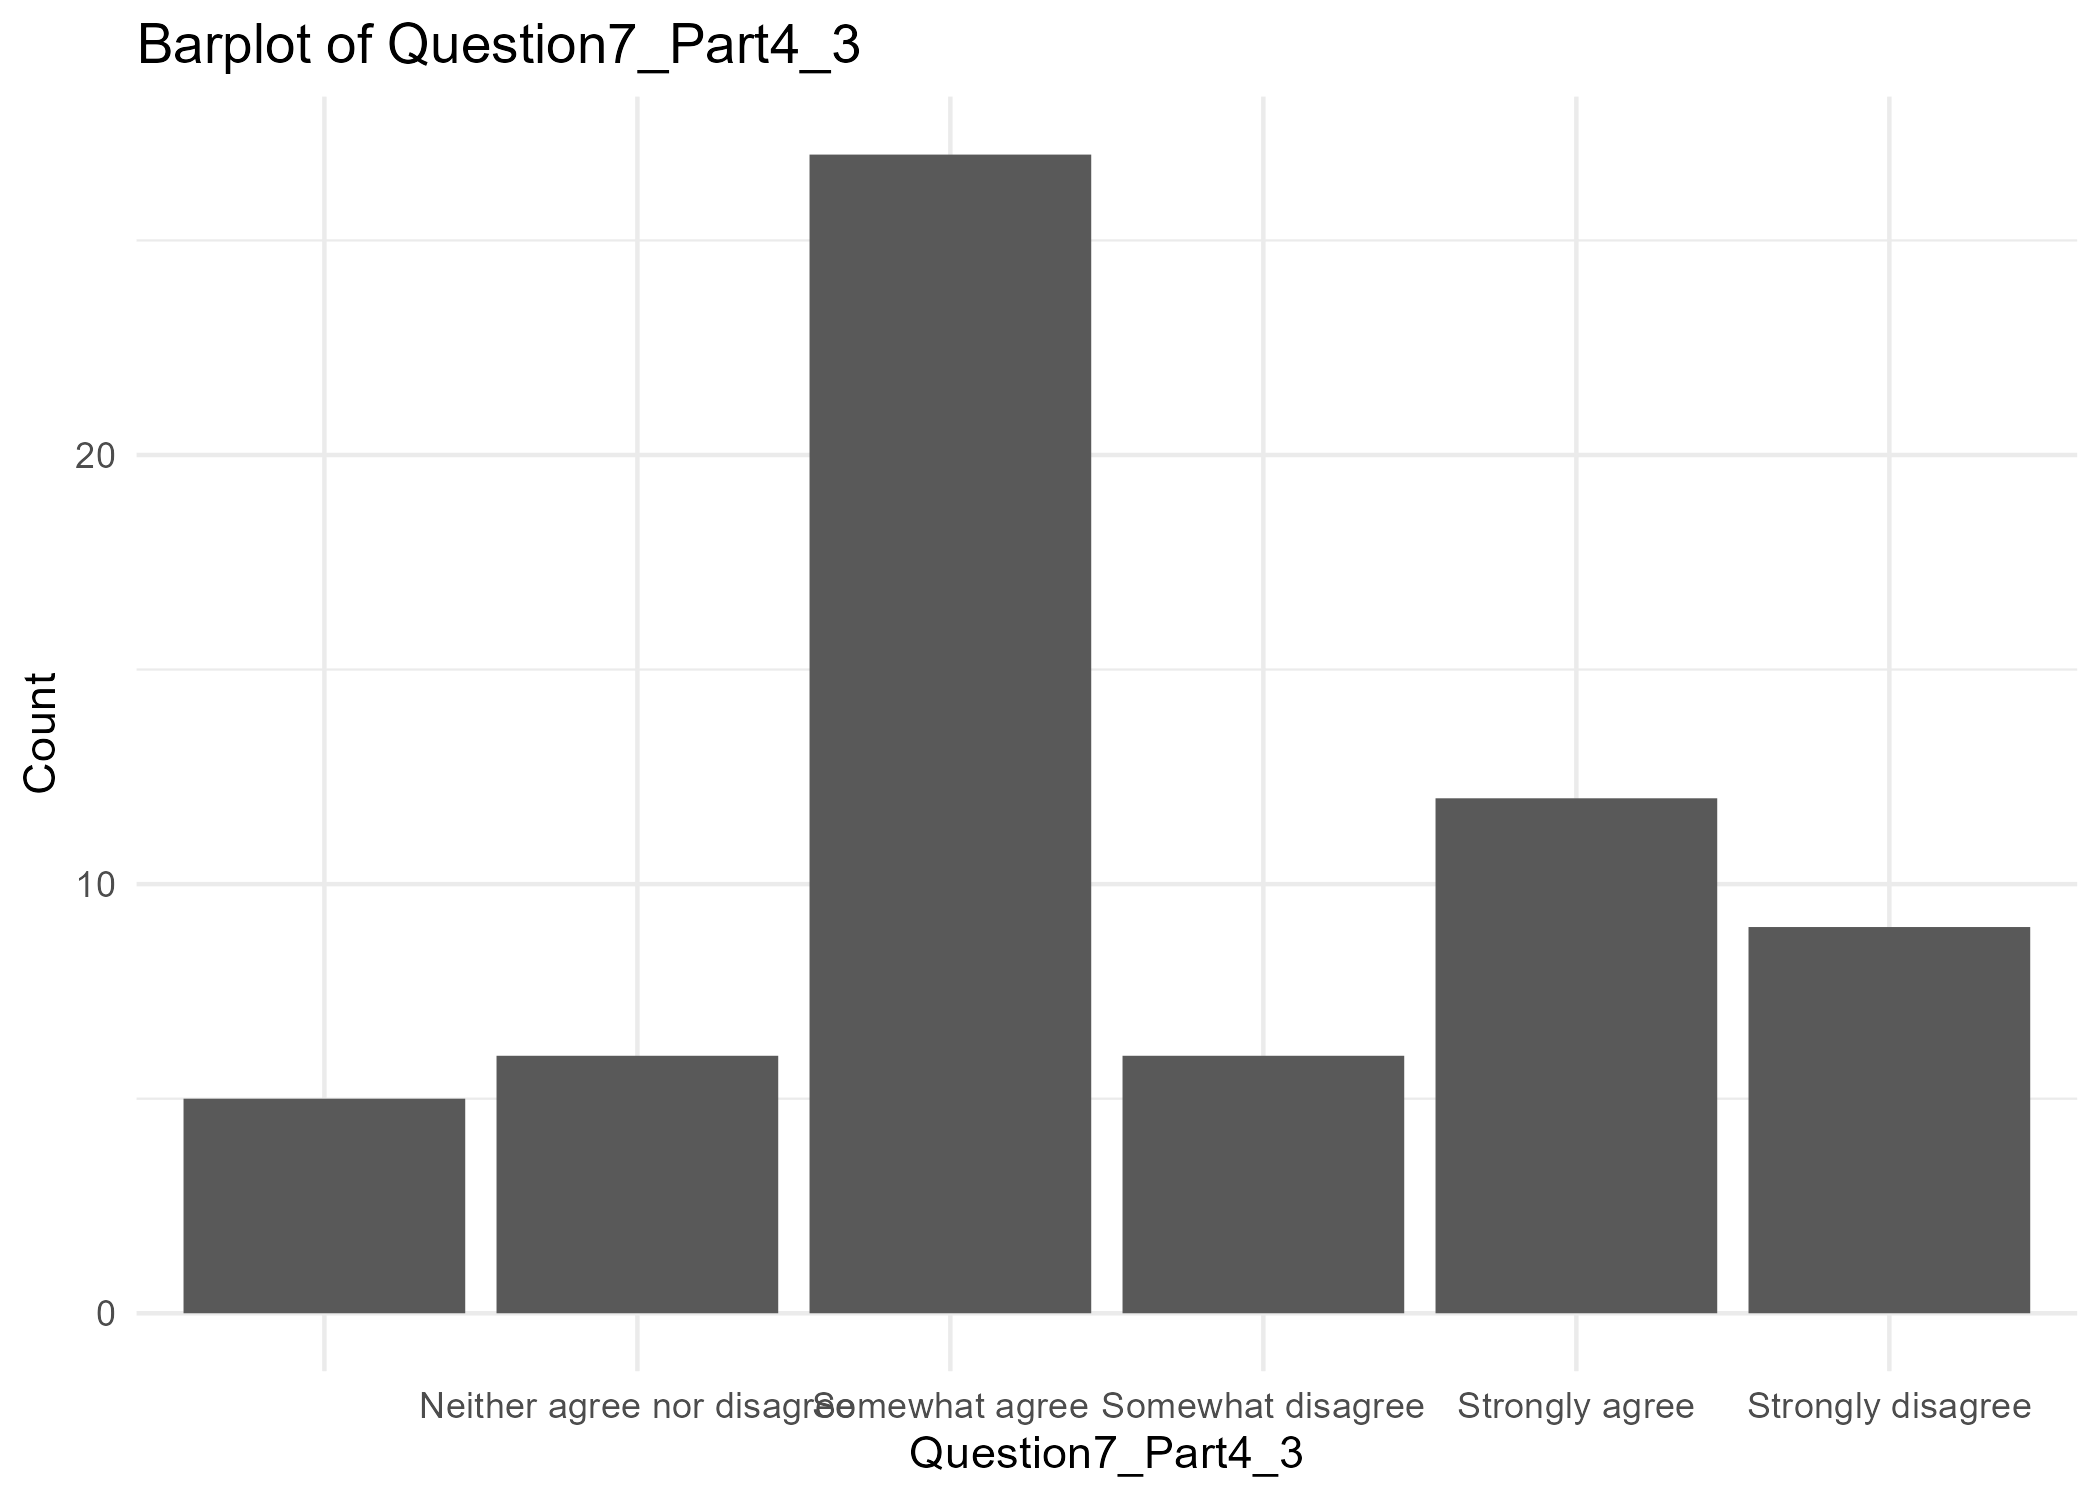 Barplot of Question7_Part4_3
Count
20
10
0
Neither agree nor disagree Somewhat agree Somewhat disagree Strongly agree Strongly disagree
Question7_Part4_3